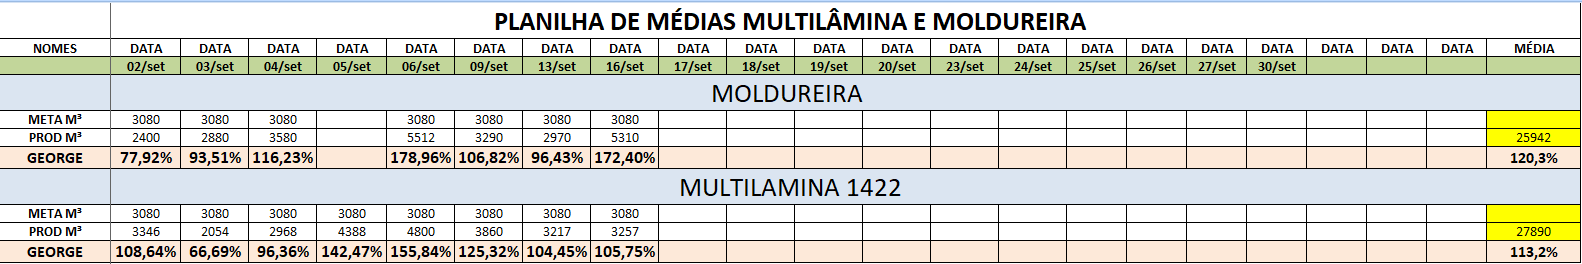 PLANILHA DE MÉDIAS MULTILÂMINA E MOLDUREIRA
NOMES DATA DATA DATA DATA DATA DATA DATA DATA DATA DATA DATA DATA DATA DATA DATA DATA DATA DATA DATA DATA DATA MÉDIA
02/set 03/set 04/set 05/set 06/set 09/set 13/set 16/set 17/set 18/set 19/set 20/set 23/set 24/set 25/set 26/set 27/set 30/set
MOLDUREIRA
META M³ 3080 3080 3080 3080 3080 3080 3080
PROD M³ 2400 2880 3580 5512 3290 2970 5310 25942
GEORGE 77,92% 93,51% 116,23% 178,96% 106,82% 96,43% 172,40% 120,3%
MULTILAMINA 1422
META M³ 3080 3080 3080 3080 3080 3080 3080 3080
PROD M³ 3346 2054 2968 4388 4800 3860 3217 3257 27890
GEORGE 108,64% 66,69% 96,36% 142,47% 155,84% 125,32% 104,45% 105,75% 113,2%